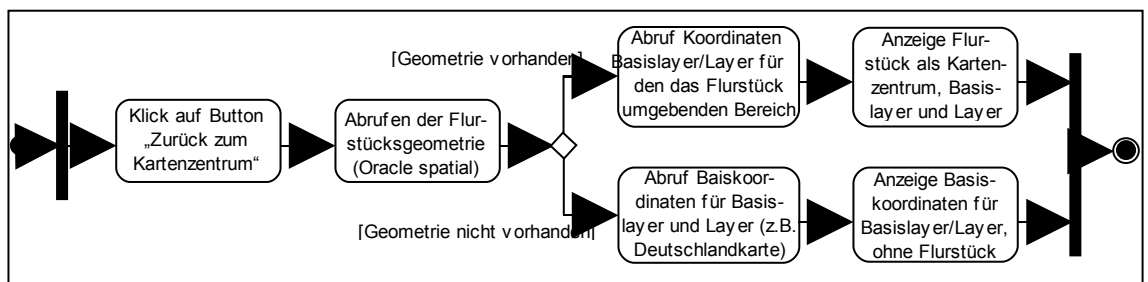 Klick auf Button
„Zurück zum
Kartenzentrum“
Abrufen der Flur-
stücksgeometrie
(Oracle spatial)
[Geometrie vorhanden]
Abruf Koordinaten
Basislayer/Layer für
den das Flurstück
umgebenden Bereich
Anzeige Flur-
stück als Karten-
zentrum, Basis-
layer und Layer
[Geometrie nicht vorhanden]
Abruf Baiskoor-
dinaten für Basis-
layer und Layer (z.B.
Deutschlandkarte)
Anzeige Basis-
koordinaten für
Basislayer/Layer,
ohne Flurstück